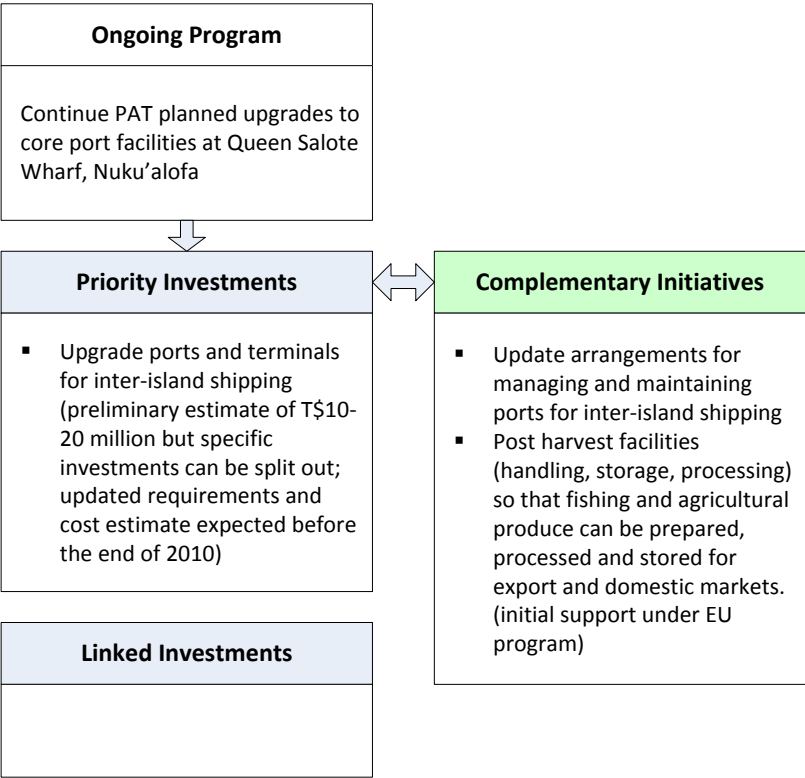 Ongoing Program
Continue PAT planned upgrades to
core port facilities at Queen Salote
Wharf, Nuku’alofa
Priority Investments
▪ Upgrade ports and terminals
for inter-island shipping
(preliminary estimate of T$10-
20 million but specific
investments can be split out;
updated requirements and
cost estimate expected before
the end of 2010)
Complementary Initiatives
▪ Update arrangements for
managing and maintaining
ports for inter-island shipping
▪ Post harvest facilities
(handling, storage, processing)
so that fishing and agricultural
produce can be prepared,
processed and stored for
export and domestic markets.
(initial support under EU
program)
Linked Investments